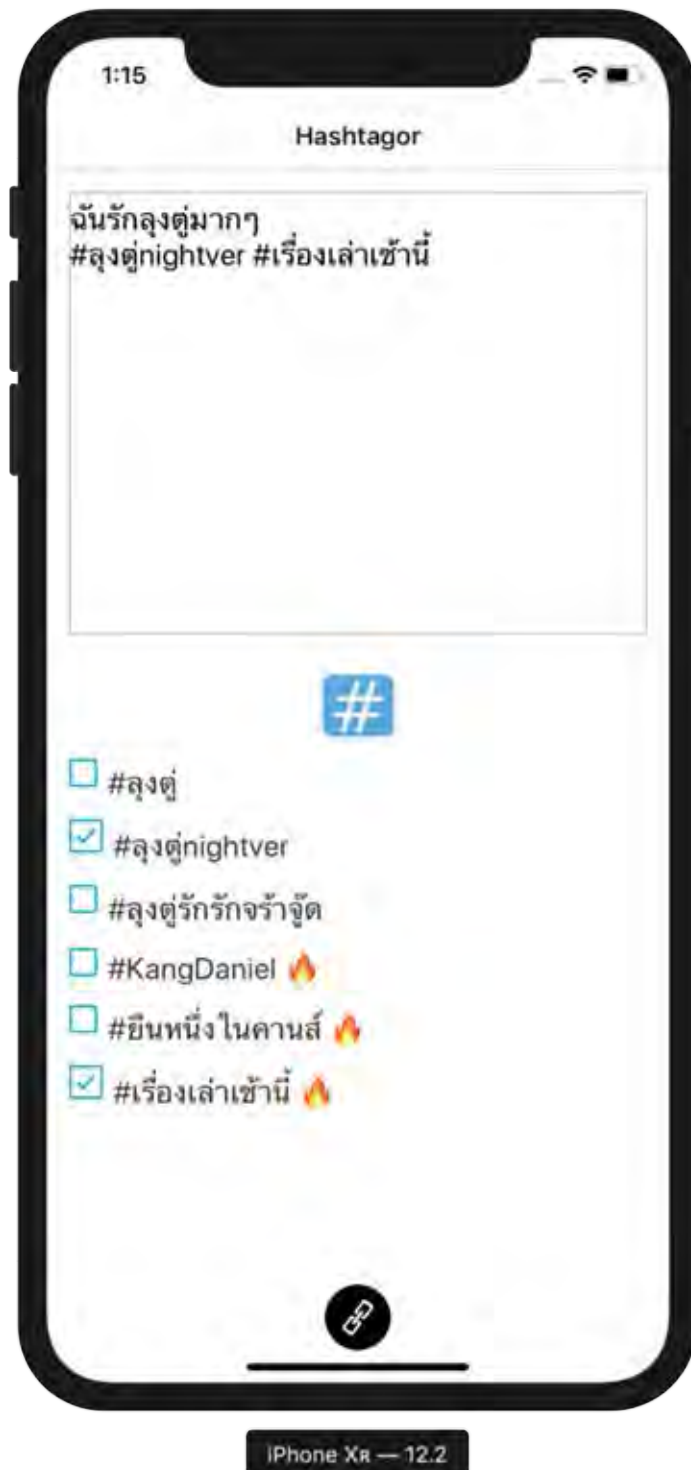 1:15
Hashtagor
ฉันรักลุงตู่มากๆ
#ลุงตู่nightver #เรื่องเล่าเช้านี้
#
#ลุงตู่
#ลุงตู่nightver
#ลุงตู่รักรักจร้าจู๊ด
#KangDaniel 🔥
#ยืนหนึ่งในคานส์ 🔥
#เรื่องเล่าเช้านี้ 🔥
iPhone XR — 12.2